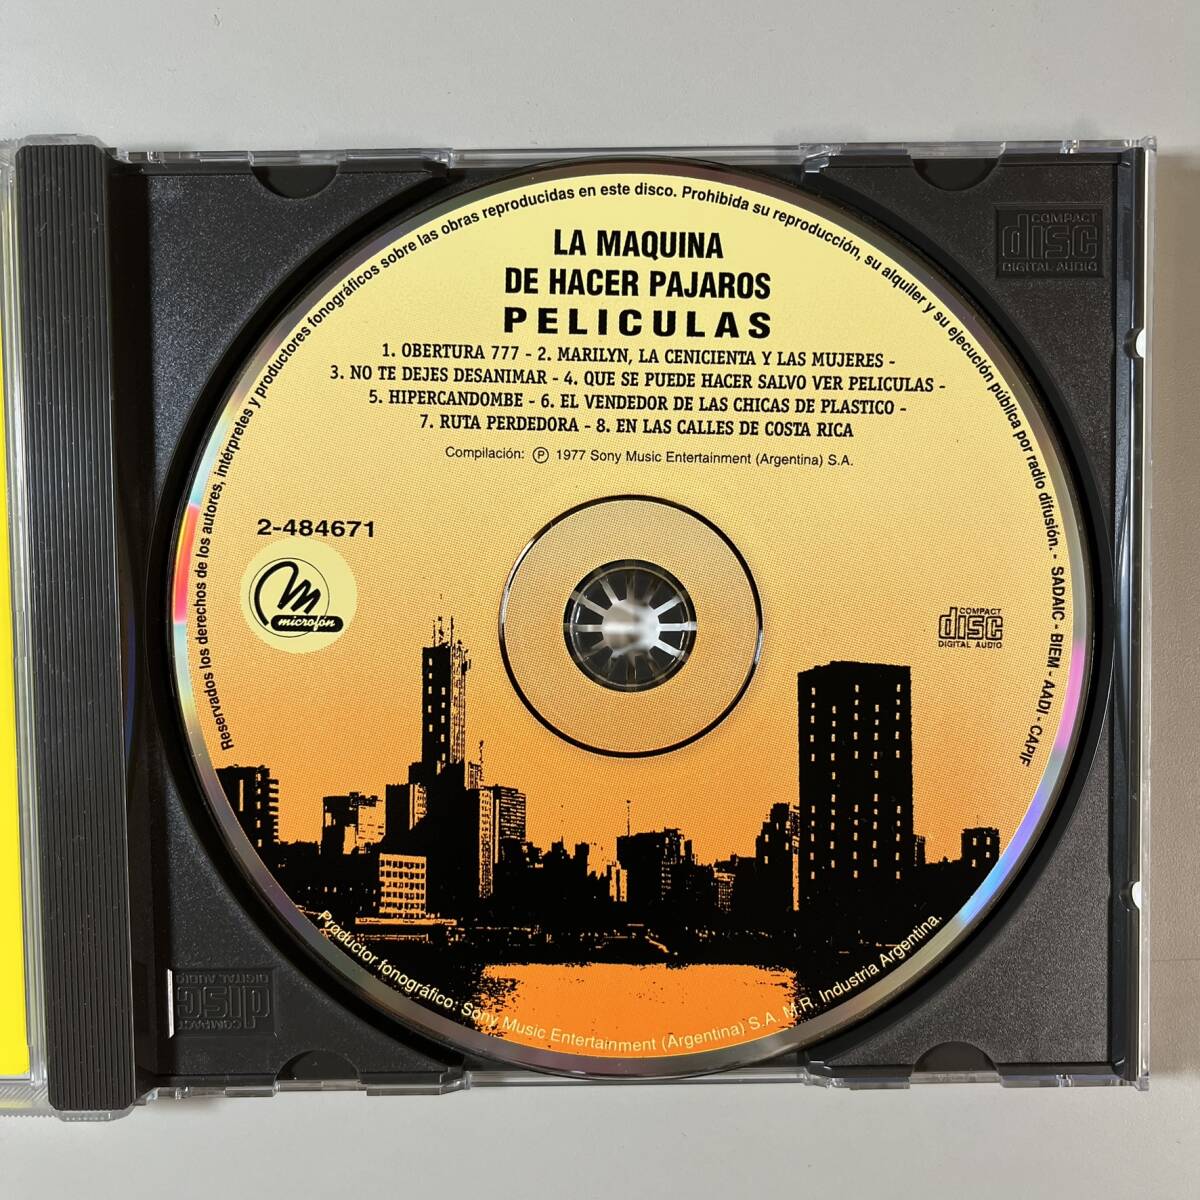 Reservados los derechos de los autores, intérpretes y productores fonográficos sobre las obras reproducidas en este disco. Prohibida su reproducción, su alquiler y su ejecución pública por radio difusión. - SADAIC - BIEM - AADI - CAPIF
LA MAQUINA
DE HACER PAJAROS
PELICULAS
1. OBERTURA 777 - 2. MARILYN, LA CENICIENTA Y LAS MUJERES -
3. NO TE DEJES DESANIMAR - 4. QUE SE PUEDE HACER SALVO VER PELICULAS -
5. HIPERCANDOMBE - 6. EL VENDEDOR DE LAS CHICAS DE PLASTICO -
7. RUTA PERDEDORA - 8. EN LAS CALLES DE COSTA RICA
Compilación: ℗ 1977 Sony Music Entertainment (Argentina) S.A.
2-484671
m
microfón
COMPACT
disc
DIGITAL AUDIO
Productor fonográfico: Sony Music Entertainment (Argentina) S.A. M.R. Industria Argentina.
COMPACT
disc
DIGITAL AUDIO
COMPACT
disc
DIGITAL AUDIO